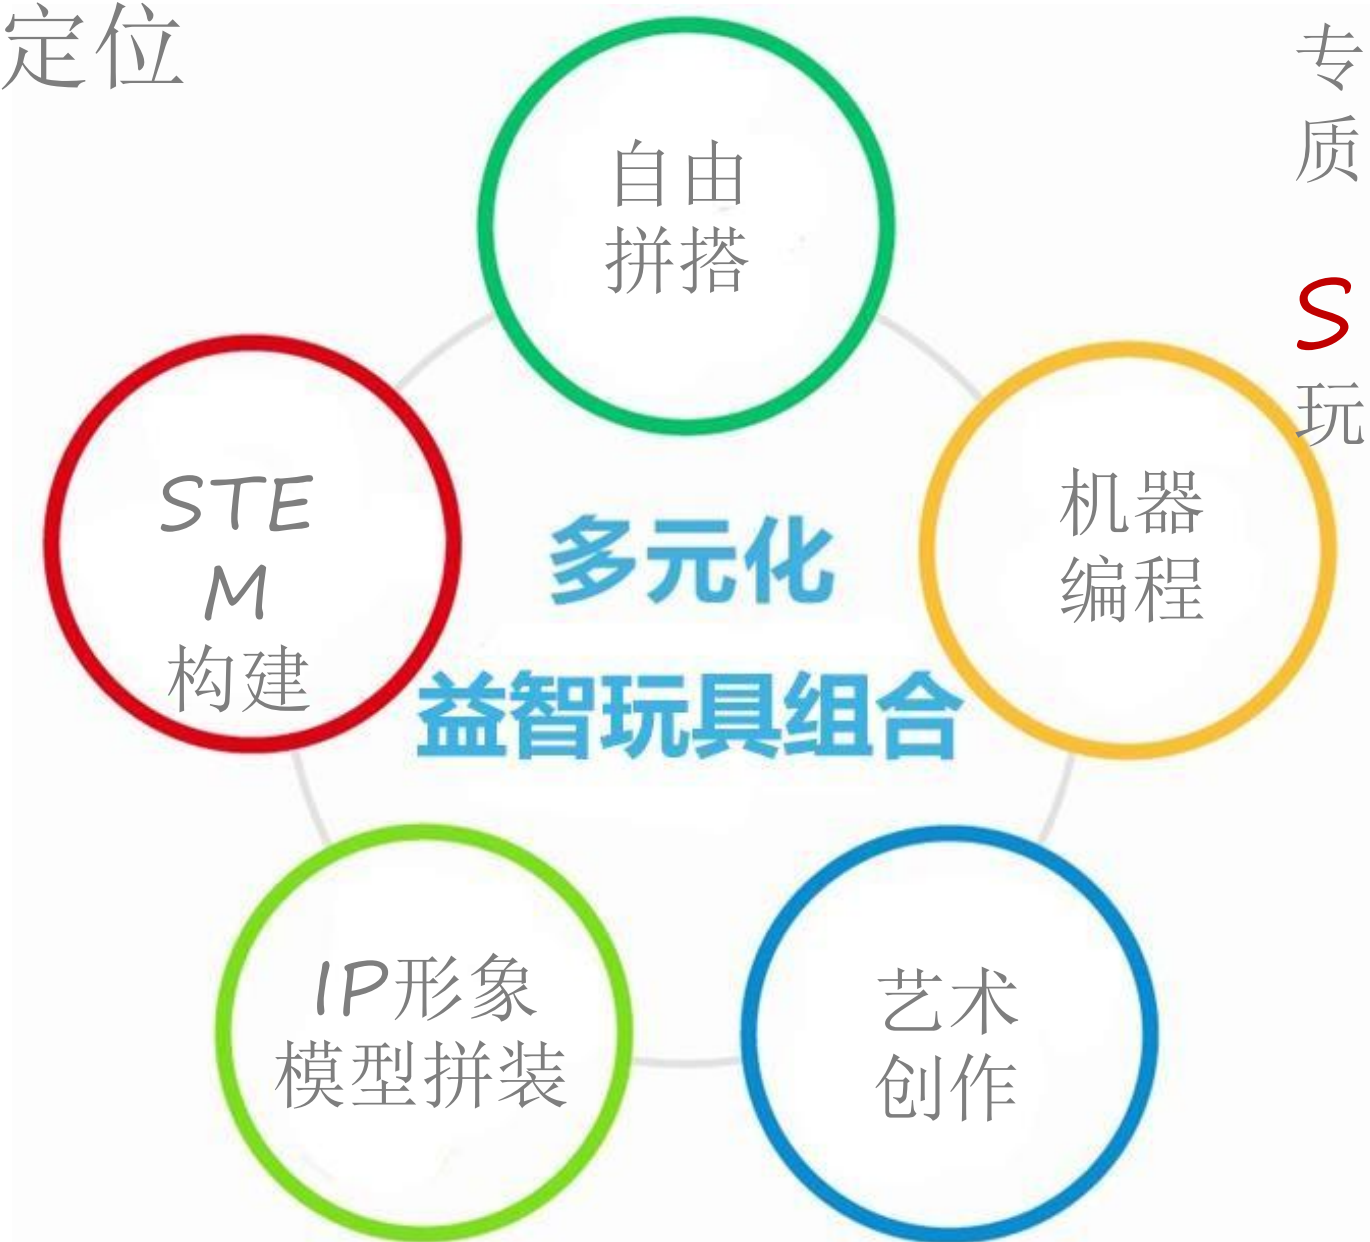 定位
专
质
S
玩
自由
拼搭
STE
M
构建
多元化
益智玩具组合
机器
编程
IP形象
模型拼装
艺术
创作